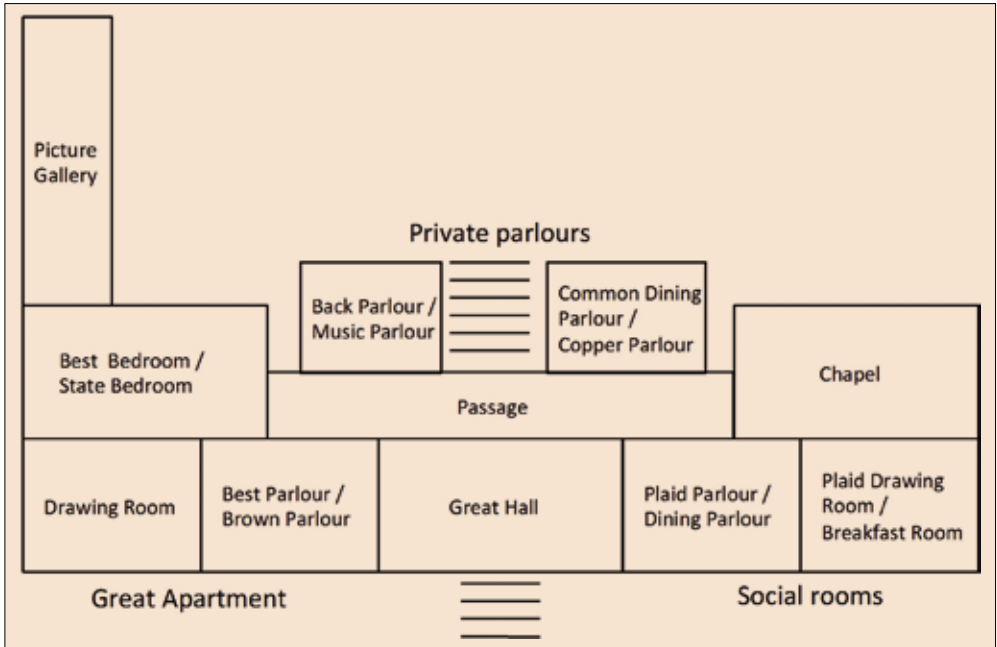 Picture
Gallery
Private parlours
Back Parlour /
Music Parlour
Common Dining
Parlour /
Copper Parlour
Best Bedroom /
State Bedroom
Chapel
Passage
Drawing Room
Best Parlour /
Brown Parlour
Great Hall
Plaid Parlour /
Dining Parlour
Plaid Drawing
Room /
Breakfast Room
Great Apartment
Social rooms